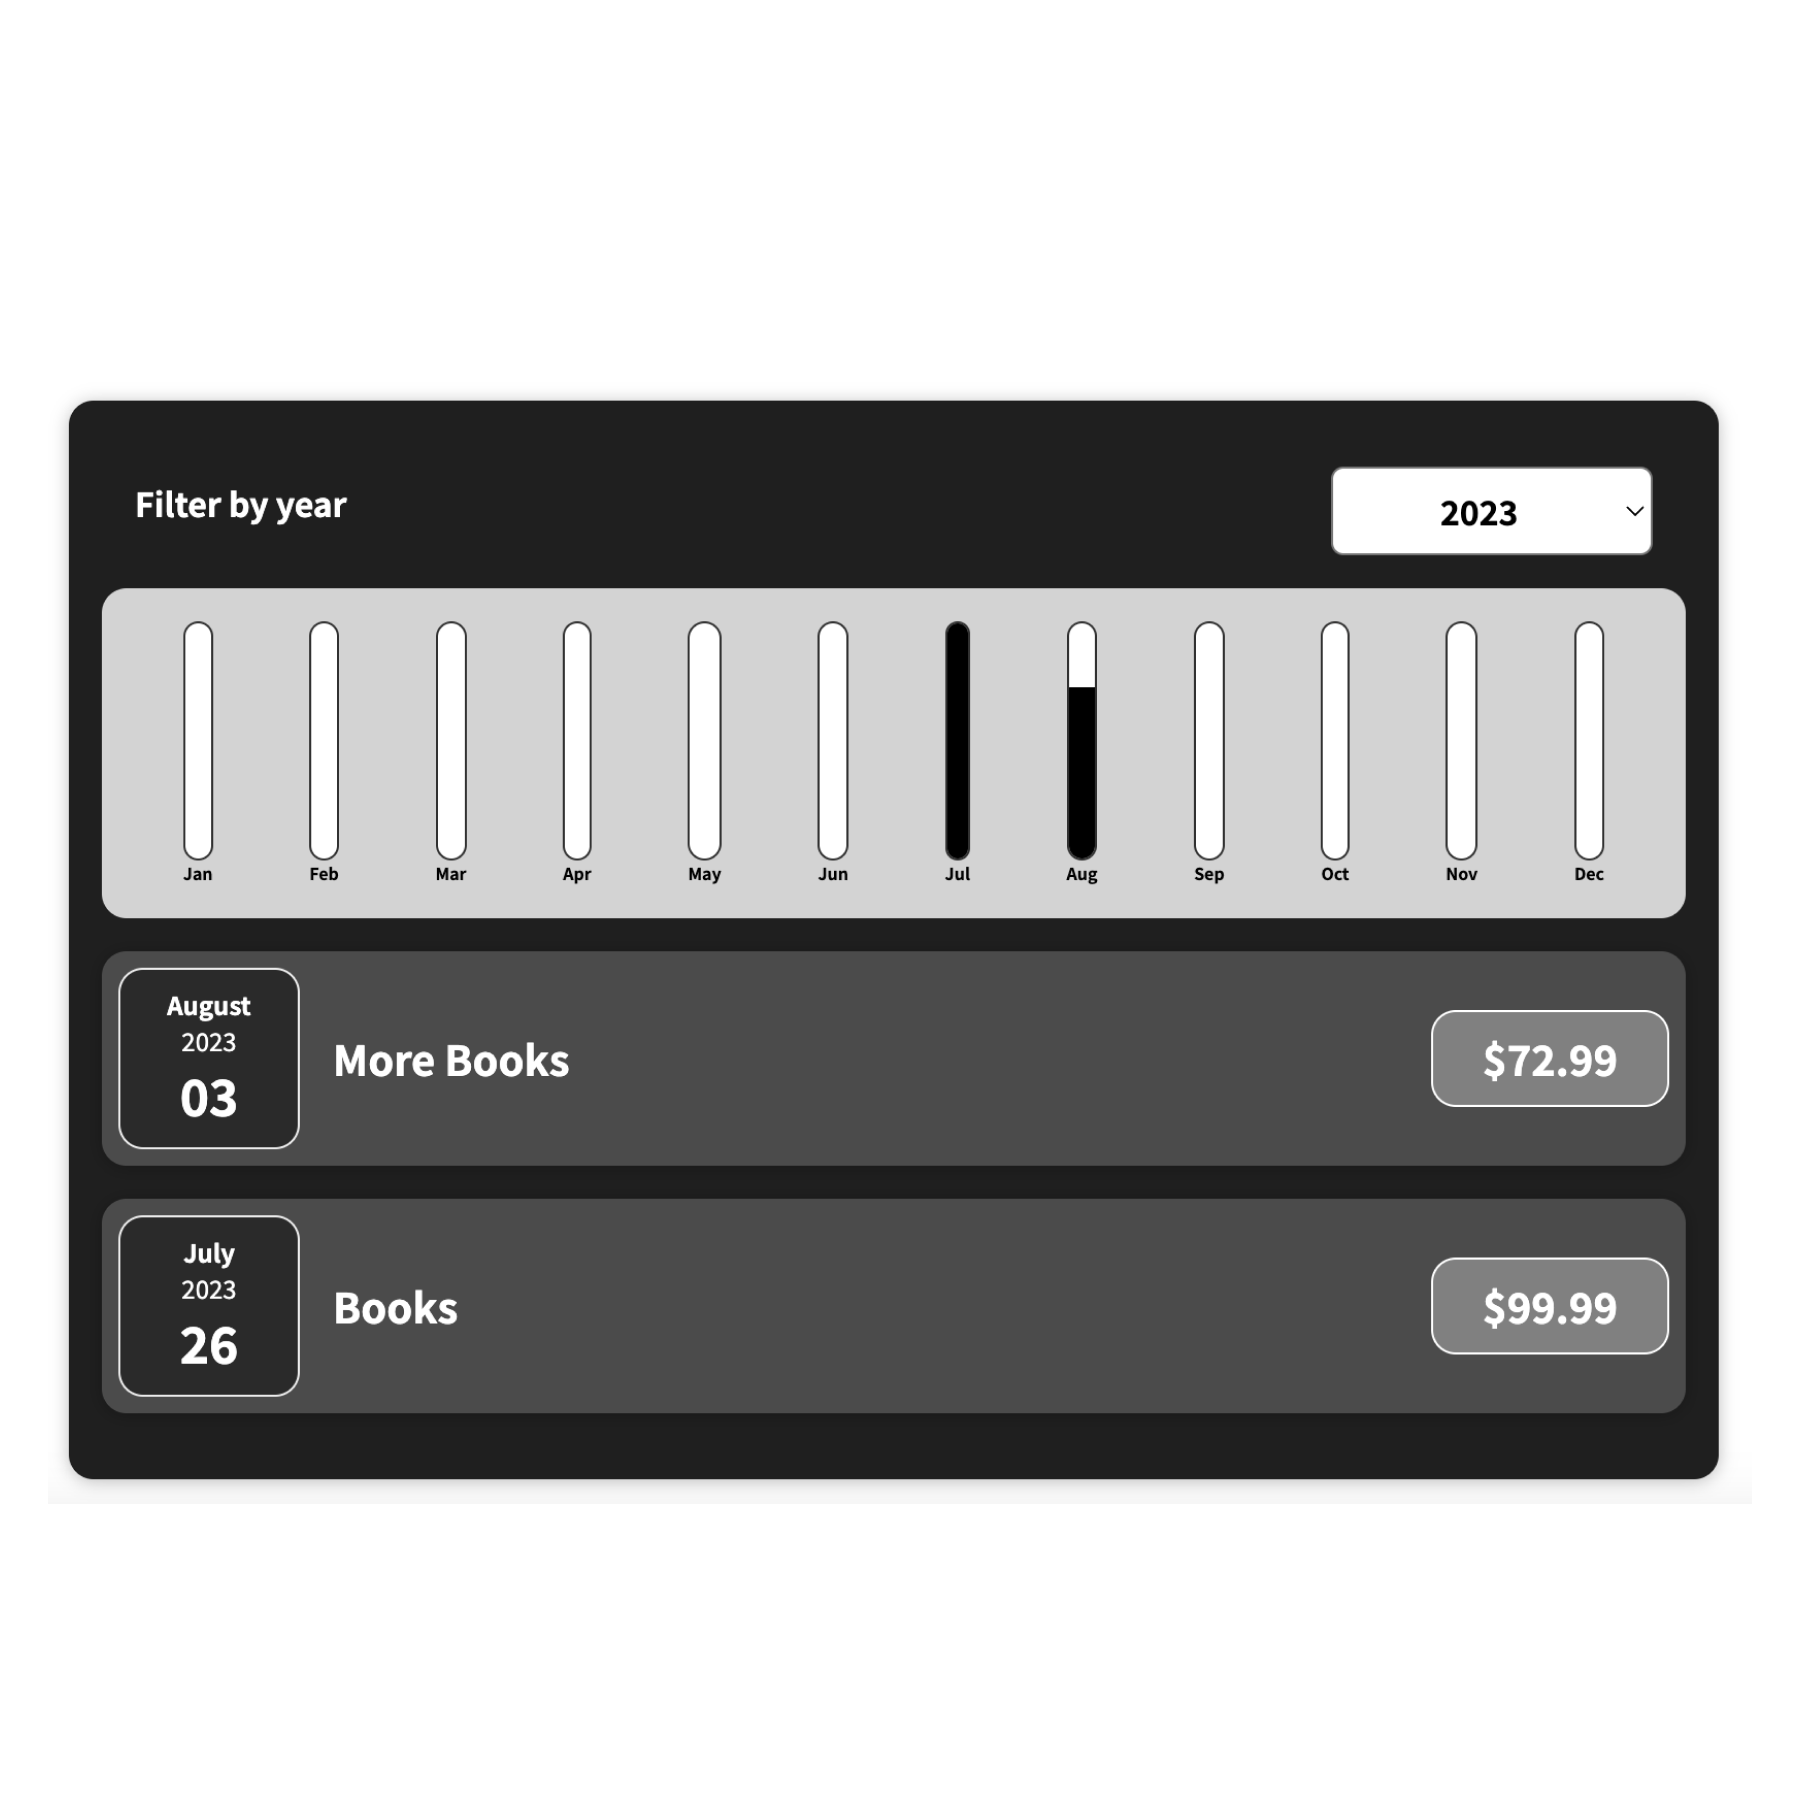 Filter by year
2023
Jan Feb Mar Apr May Jun Jul Aug Sep Oct Nov Dec
August
2023
03
More Books
$72.99
July
2023
26
Books
$99.99